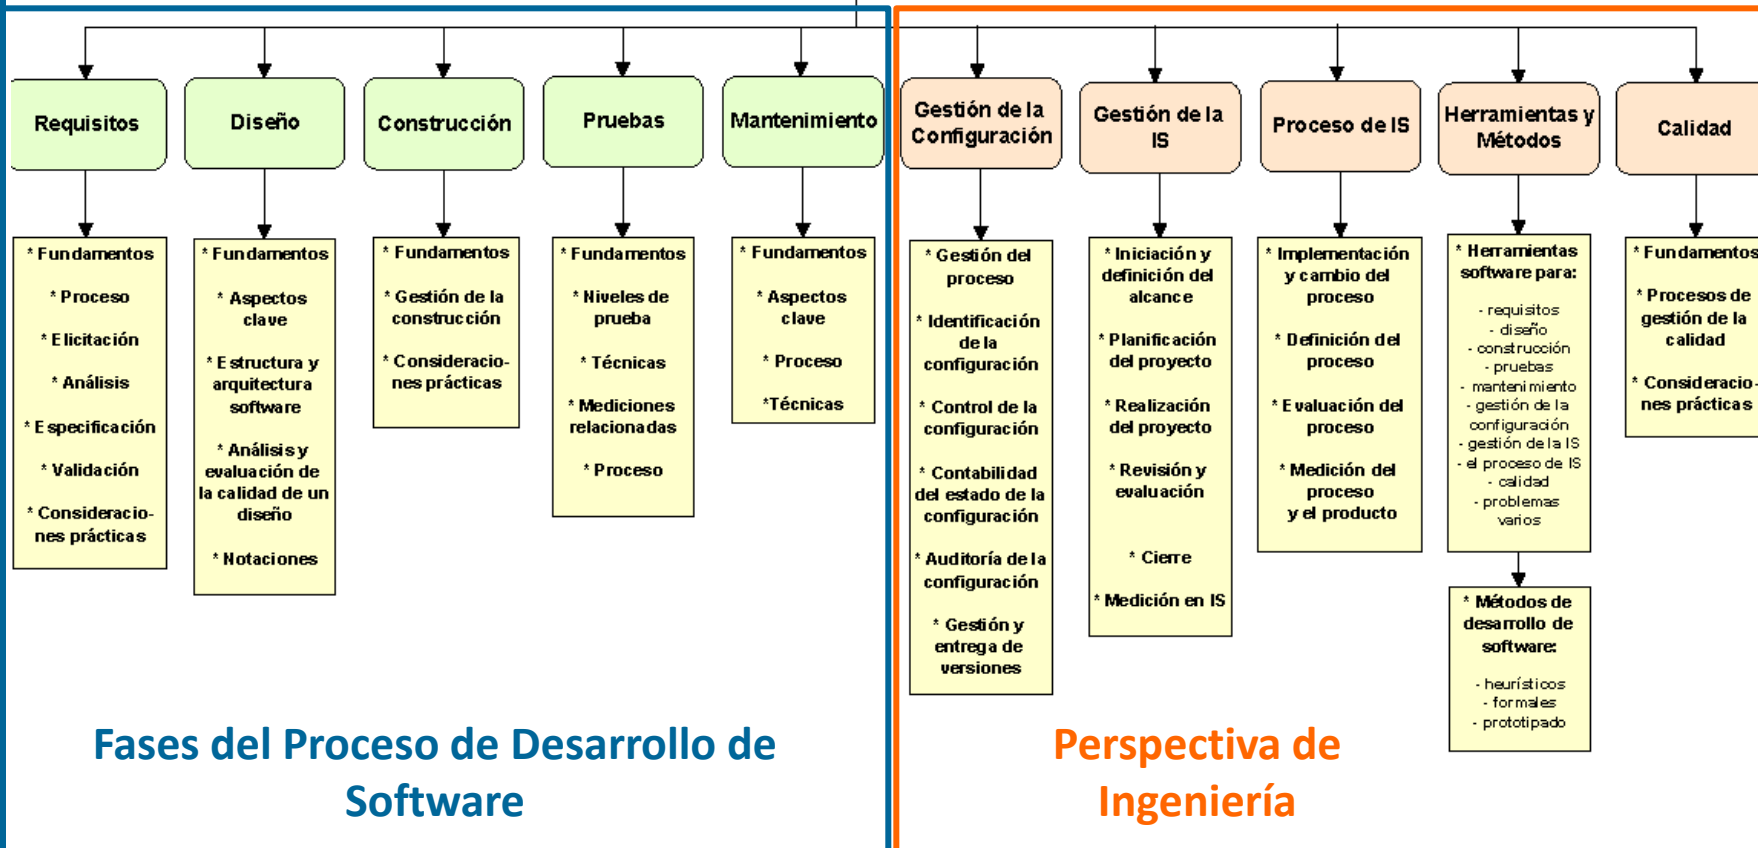 Requisitos
Diseño
Construcción
Pruebas
Mantenimiento
Gestión de la
Configuración
Gestión de la
IS
Proceso de IS
Herramientas y
Métodos
Calidad
* Fundamentos
* Proceso
* Elicitación
* Análisis
* Especificación
* Validación
* Consideracio-
nes prácticas
* Fundamentos
* Aspectos
clave
* Estructura y
arquitectura
software
* Análisis y
evaluación de
la calidad de un
diseño
* Notaciones
* Fundamentos
* Gestión de la
construcción
* Consideracio-
nes prácticas
* Fundamentos
* Niveles de
prueba
* Técnicas
* Mediciones
relacionadas
* Proceso
* Fundamentos
* Aspectos
clave
* Proceso
*Técnicas
* Gestión del
proceso
* Identificación
de la
configuración
* Control de la
configuración
* Contabilidad
del estado de la
configuración
* Auditoría de la
configuración
* Gestión y
entrega de
versiones
* Iniciación y
definición del
alcance
* Planificación
del proyecto
* Realización
del proyecto
* Revisión y
evaluación
* Cierre
* Medición en IS
* Implementación
y cambio del
proceso
* Definición del
proceso
* Evaluación del
proceso
* Medición del
proceso
y el producto
* Herramientas
software para:
- requisitos
- diseño
- construcción
- pruebas
- mantenimiento
- gestión de la
configuración
- gestión de la IS
- el proceso de IS
- calidad
- problemas
varios
* Métodos de
desarrollo de
software:
- heurísticos
- formales
- prototipado
* Fundamentos
* Procesos de
gestión de la
calidad
* Consideracio-
nes prácticas
Fases del Proceso de Desarrollo de
Software
Perspectiva de
Ingeniería